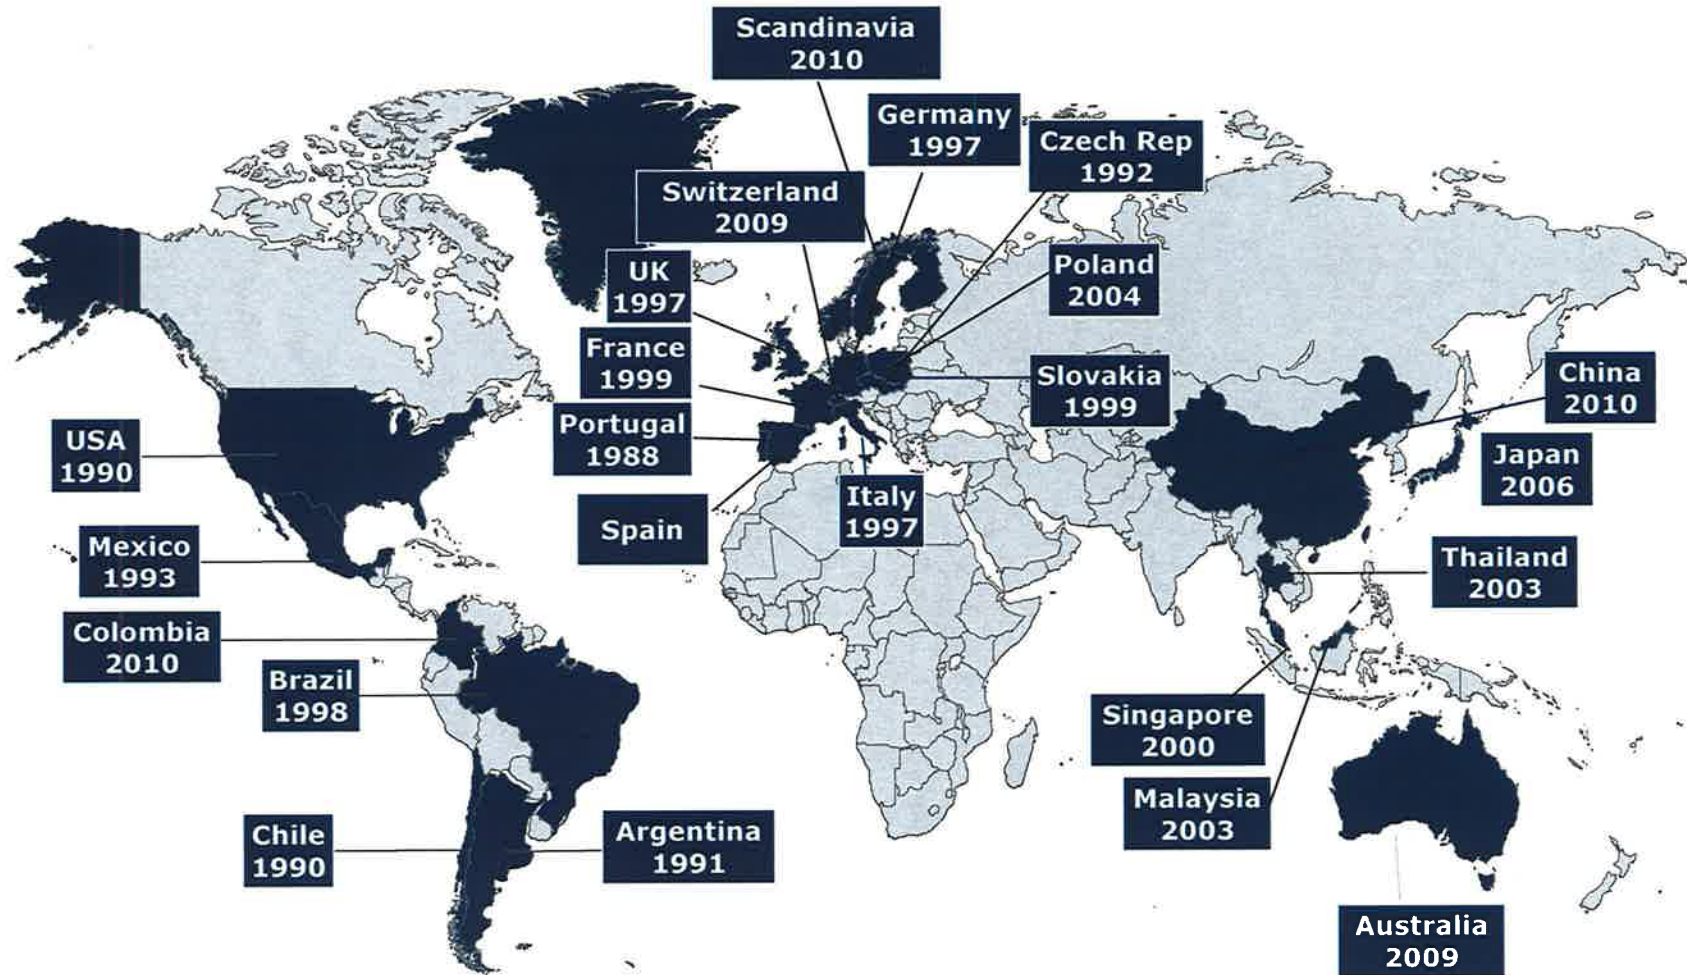 Scandinavia
2010
Germany
1997
Czech Rep
1992
Switzerland
2009
UK
1997
Poland
2004
France
1999
Slovakia
1999
China
2010
Portugal
1988
USA
1990
Japan
2006
Spain
Italy
1997
Mexico
1993
Thailand
2003
Colombia
2010
Brazil
1998
Singapore
2000
Malaysia
2003
Chile
1990
Argentina
1991
Australia
2009